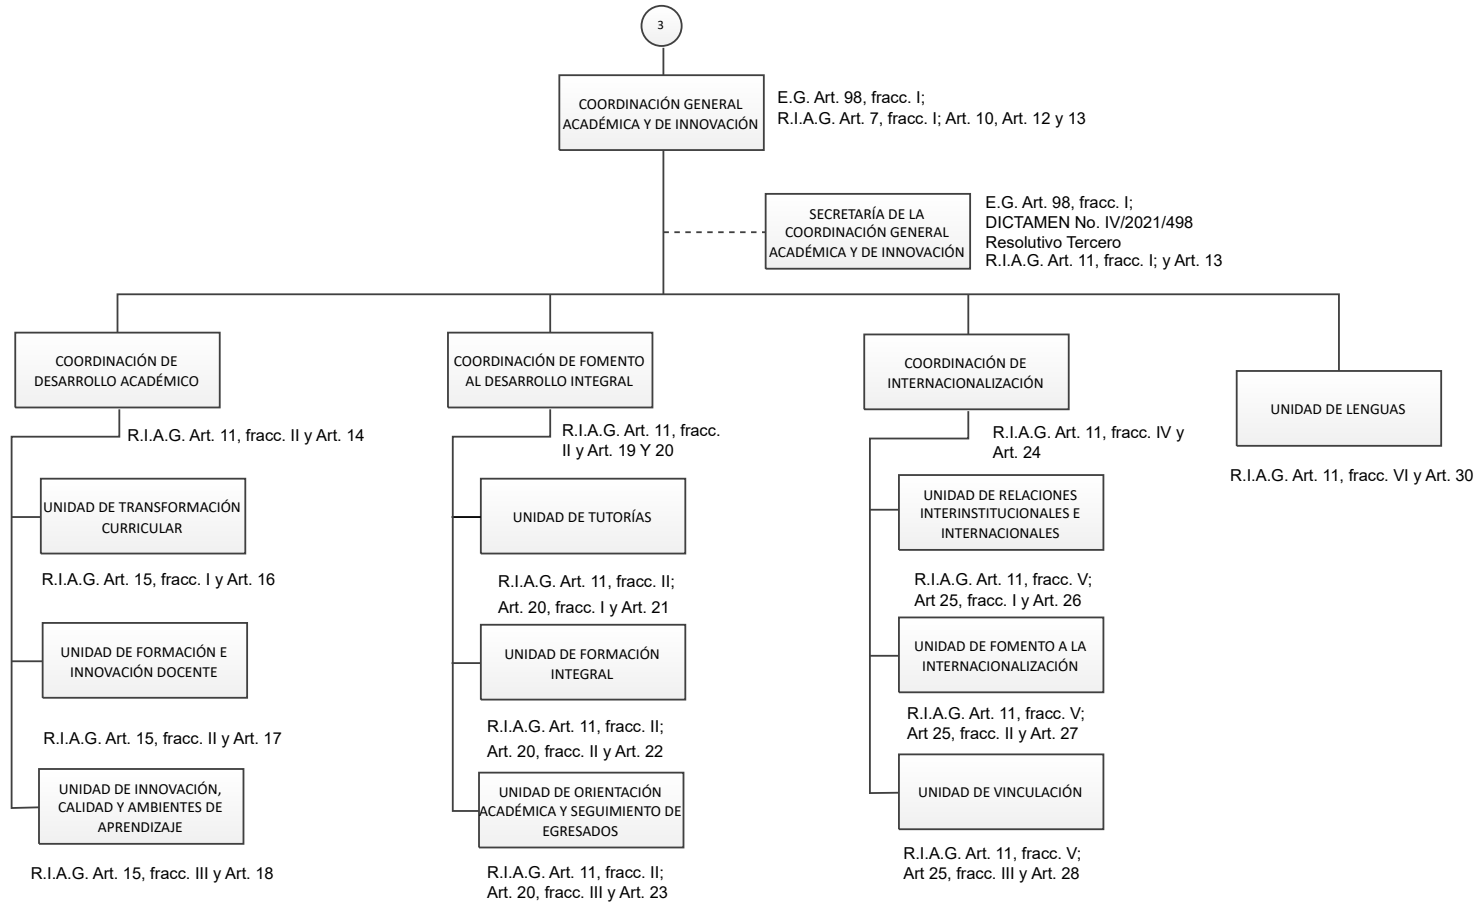 3
COORDINACIÓN GENERAL
ACADÉMICA Y DE INNOVACIÓN
E.G. Art. 98, fracc. I;
R.I.A.G. Art. 7, fracc. I; Art. 10, Art. 12 y 13
SECRETARÍA DE LA
COORDINACIÓN GENERAL
ACADÉMICA Y DE INNOVACIÓN
E.G. Art. 98, fracc. I;
DICTAMEN No. IV/2021/498
Resolutivo Tercero
R.I.A.G. Art. 11, fracc. I; y Art. 13
COORDINACIÓN DE
DESARROLLO ACADÉMICO
R.I.A.G. Art. 11, fracc. II y Art. 14
UNIDAD DE TRANSFORMACIÓN
CURRICULAR
R.I.A.G. Art. 15, fracc. I y Art. 16
UNIDAD DE FORMACIÓN E
INNOVACIÓN DOCENTE
R.I.A.G. Art. 15, fracc. II y Art. 17
UNIDAD DE INNOVACIÓN,
CALIDAD Y AMBIENTES DE
APRENDIZAJE
R.I.A.G. Art. 15, fracc. III y Art. 18
COORDINACIÓN DE FOMENTO
AL DESARROLLO INTEGRAL
R.I.A.G. Art. 11, fracc.
II y Art. 19 Y 20
UNIDAD DE TUTORÍAS
R.I.A.G. Art. 11, fracc. II;
Art. 20, fracc. I y Art. 21
UNIDAD DE FORMACIÓN
INTEGRAL
R.I.A.G. Art. 11, fracc. II;
Art. 20, fracc. II y Art. 22
UNIDAD DE ORIENTACIÓN
ACADÉMICA Y SEGUIMIENTO DE
EGRESADOS
R.I.A.G. Art. 11, fracc. II;
Art. 20, fracc. III y Art. 23
COORDINACIÓN DE
INTERNACIONALIZACIÓN
R.I.A.G. Art. 11, fracc. IV y
Art. 24
UNIDAD DE RELACIONES
INTERINSTITUCIONALES E
INTERNACIONALES
R.I.A.G. Art. 11, fracc. V;
Art 25, fracc. I y Art. 26
UNIDAD DE FOMENTO A LA
INTERNACIONALIZACIÓN
R.I.A.G. Art. 11, fracc. V;
Art 25, fracc. II y Art. 27
UNIDAD DE VINCULACIÓN
R.I.A.G. Art. 11, fracc. V;
Art 25, fracc. III y Art. 28
UNIDAD DE LENGUAS
R.I.A.G. Art. 11, fracc. VI y Art. 30